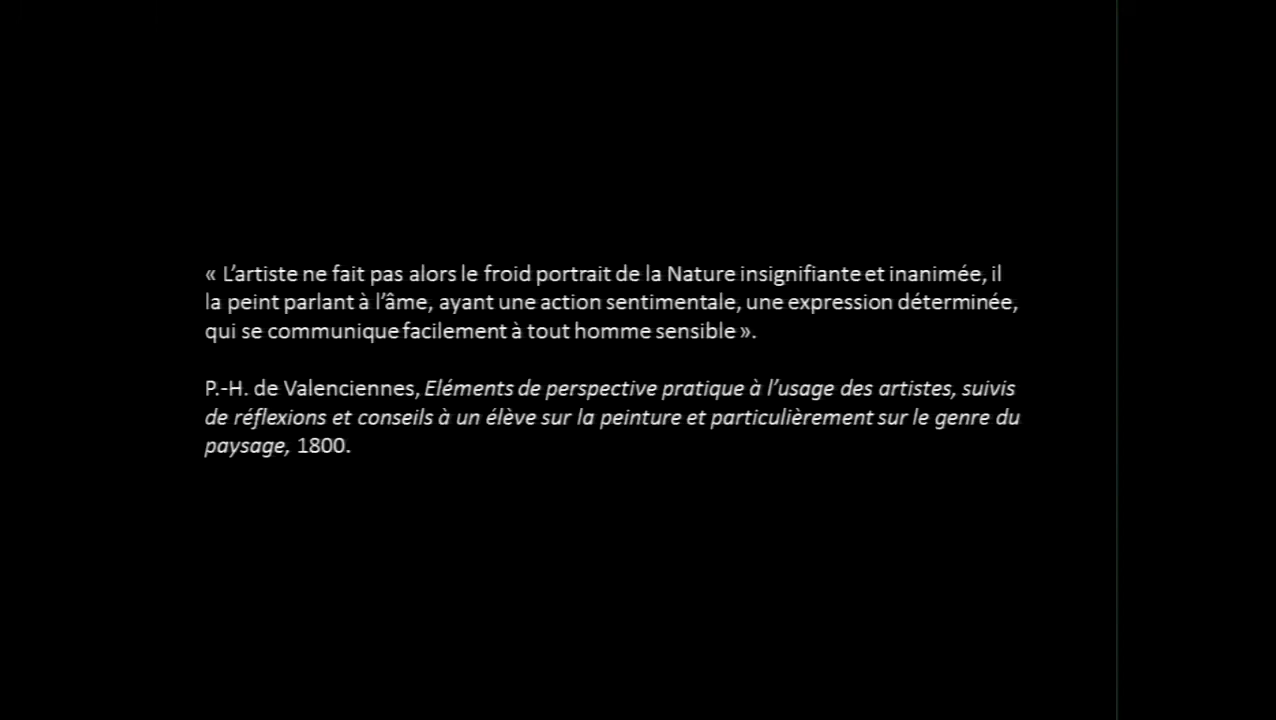 « L’artiste ne fait pas alors le froid portrait de la Nature insignifiante et inanimée, il
la peint parlant à l’âme, ayant une action sentimentale, une expression déterminée,
qui se communique facilement à tout homme sensible ».
P.-H. de Valenciennes, Eléments de perspective pratique à l’usage des artistes, suivis
de réflexions et conseils à un élève sur la peinture et particulièrement sur le genre du
paysage, 1800.